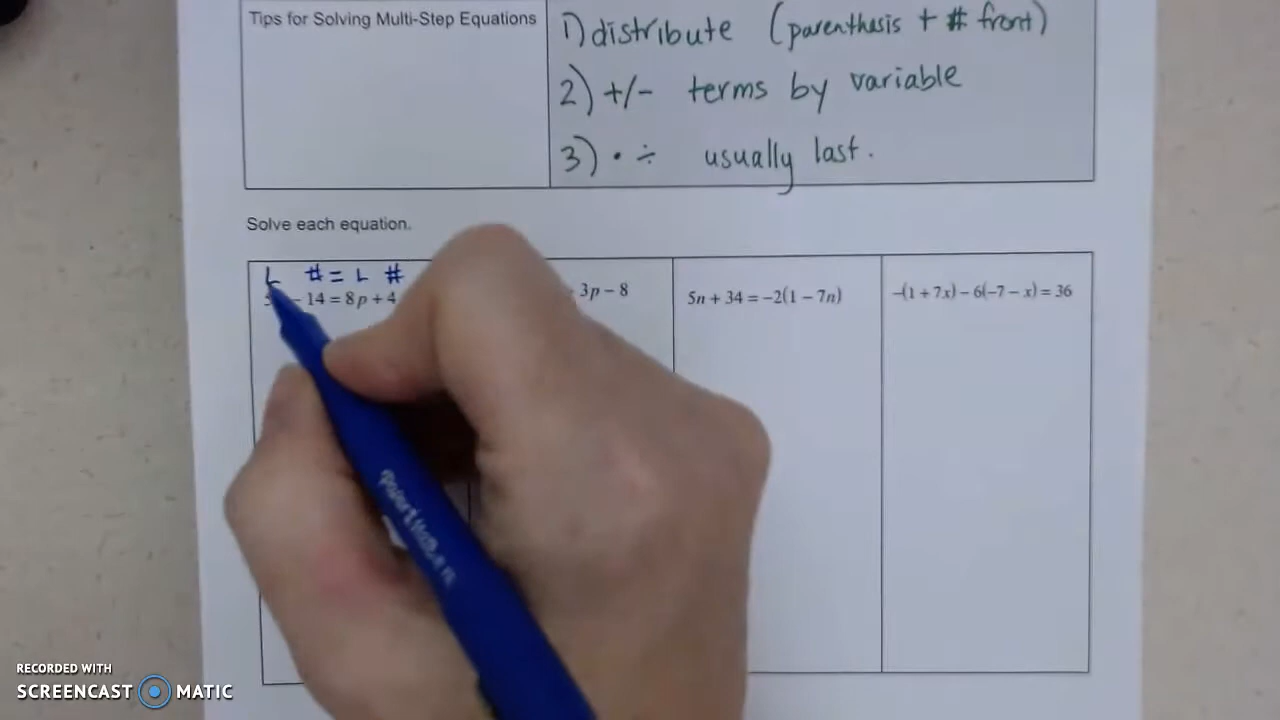 Tips for Solving Multi-Step Equations
1) distribute (parenthesis + # front)
2) +/- terms by variable
3) · ÷ usually last.
Solve each equation.
L # = L #
- 14 = 8p + 4
3p - 8
5n + 34 = -2(1 - 7n)
-(1 + 7x) - 6(-7 - x) = 36
RECORDED WITH
SCREENCAST MATIC